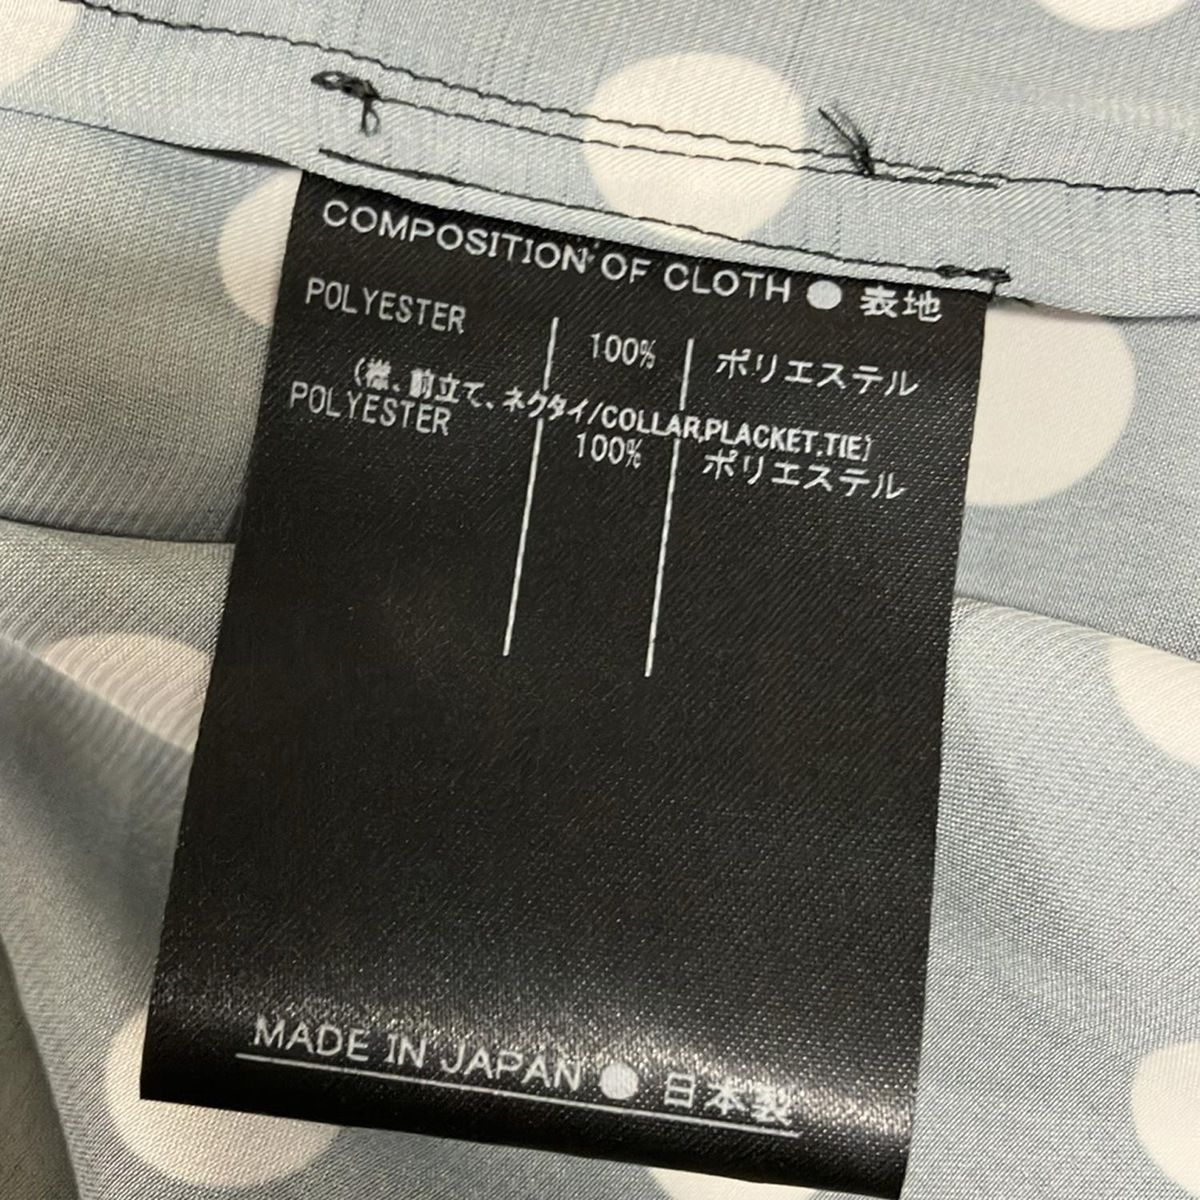 COMPOSITION OF CLOTH ● 表地
POLYESTER 100% ポリエステル
(襟、前立て、ネクタイ/COLLAR,PLACKET.TIE)
POLYESTER 100% ポリエステル
MADE IN JAPAN ● 日本製